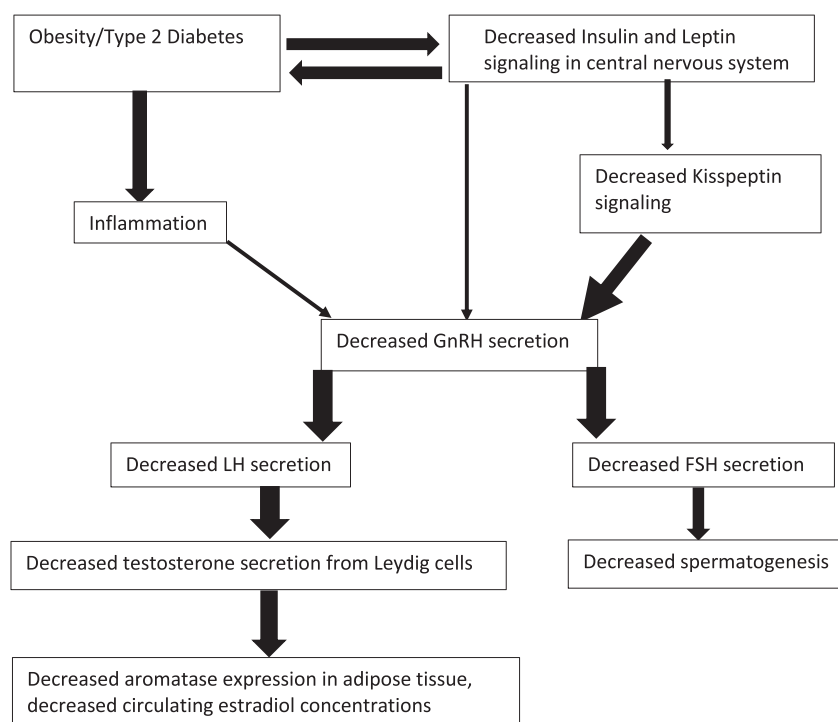 Obesity/Type 2 Diabetes
Decreased Insulin and Leptin
signaling in central nervous system
Decreased Kisspeptin
signaling
Inflammation
Decreased GnRH secretion
Decreased LH secretion
Decreased FSH secretion
Decreased testosterone secretion from Leydig cells
Decreased spermatogenesis
Decreased aromatase expression in adipose tissue,
decreased circulating estradiol concentrations